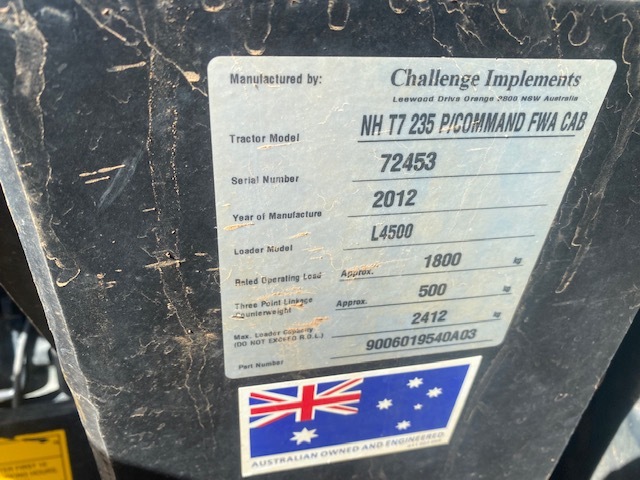 Manufactured by: Challenge Implements
Leewood Drive Orange 2800 NSW Australia
Tractor Model NH T7 235 P/COMMAND FWA CAB
Serial Number 72453
Year of Manufacture 2012
Loader Model L4500
Rated Operating Load Approx. 1800 kg
Three Point Linkage
Counterweight Approx. 500 kg
Max. Loader Capacity
(DO NOT EXCEED R.O.L.) 2412 kg
Part Number 9006019540A03
AUSTRALIAN OWNED AND ENGINEERED